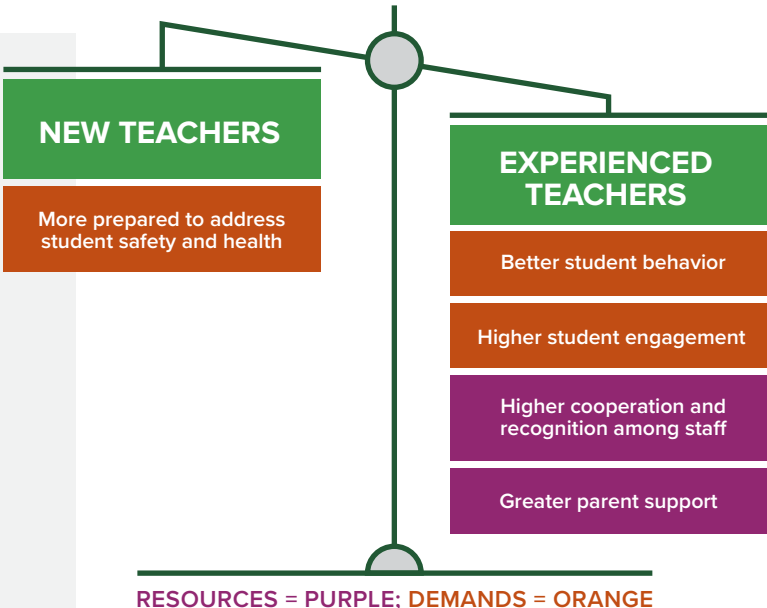 NEW TEACHERS
More prepared to address
student safety and health
EXPERIENCED
TEACHERS
Better student behavior
Higher student engagement
Higher cooperation and
recognition among staff
Greater parent support
RESOURCES = PURPLE; DEMANDS = ORANGE